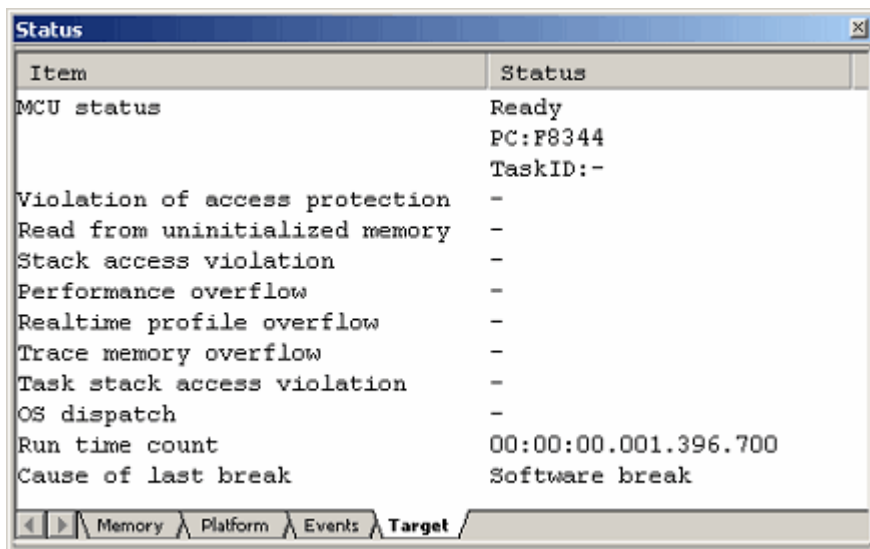 Status
Item Status
MCU status Ready
PC:F8344
TaskID:-
Violation of access protection -
Read from uninitialized memory -
Stack access violation -
Performance overflow -
Realtime profile overflow -
Trace memory overflow -
Task stack access violation -
OS dispatch -
Run time count 00:00:00.001.396.700
Cause of last break Software break
Memory Platform Events Target